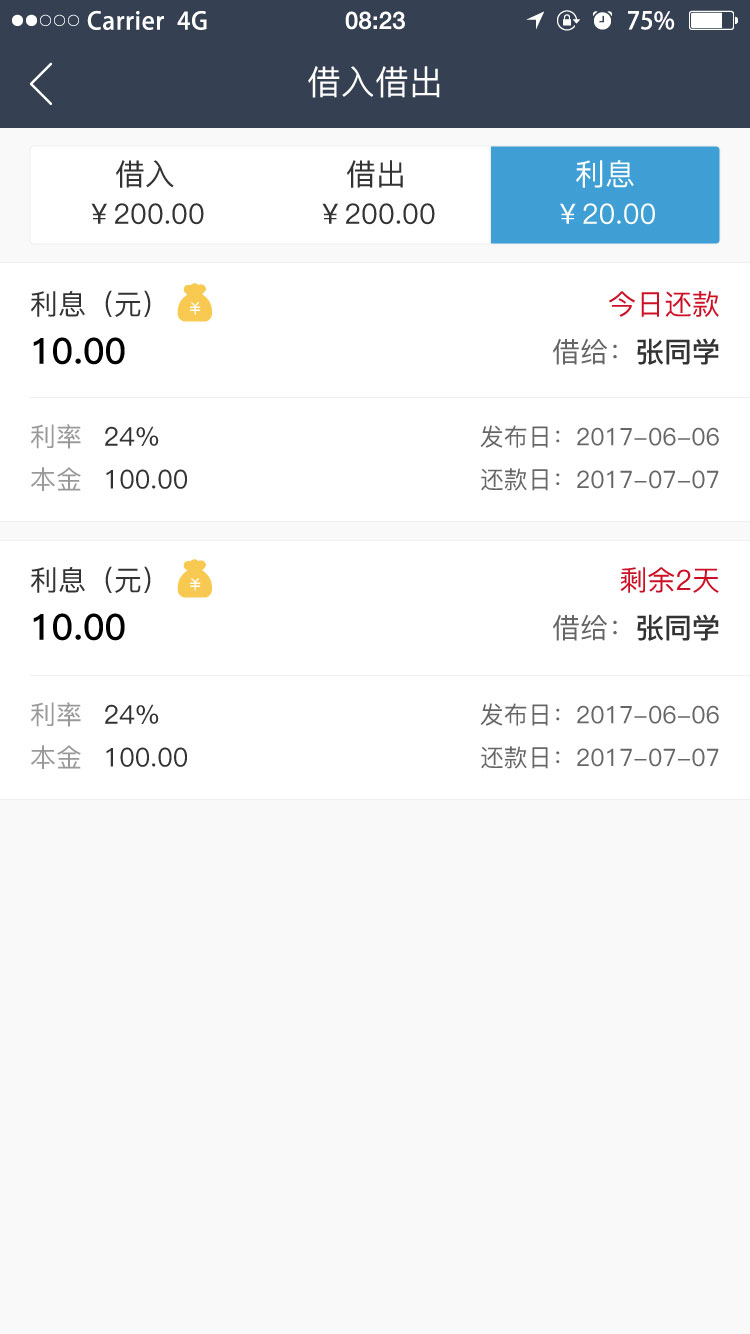 Carrier 4G 08:23 75%
借入借出
借入 借出 利息
¥200.00 ¥200.00 ¥20.00
利息（元） ¥ 今日还款
10.00 借给：张同学
利率 24% 发布日：2017-06-06
本金 100.00 还款日：2017-07-07
利息（元） ¥ 剩余2天
10.00 借给：张同学
利率 24% 发布日：2017-06-06
本金 100.00 还款日：2017-07-07